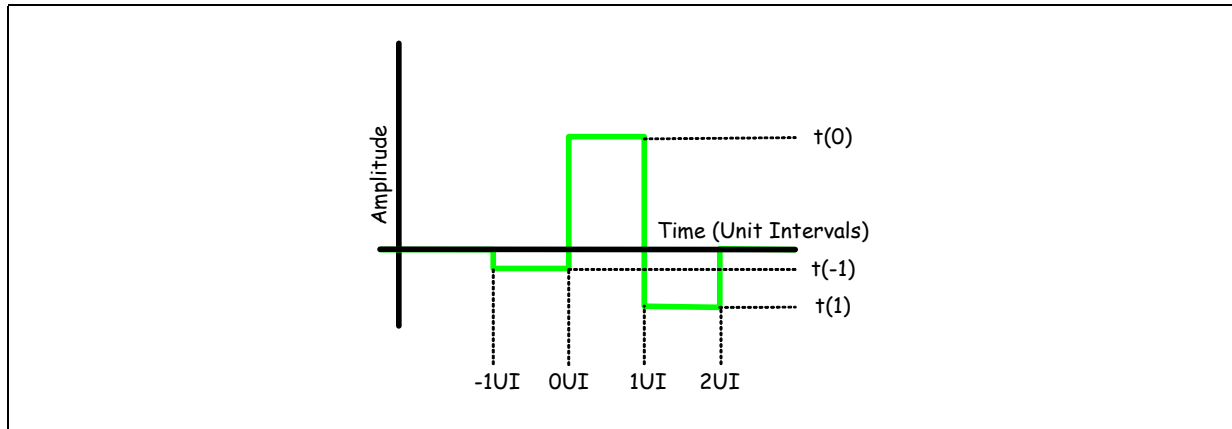 Amplitude
t(0)
Time (Unit Intervals)
t(-1)
t(1)
-1UI 0UI 1UI 2UI